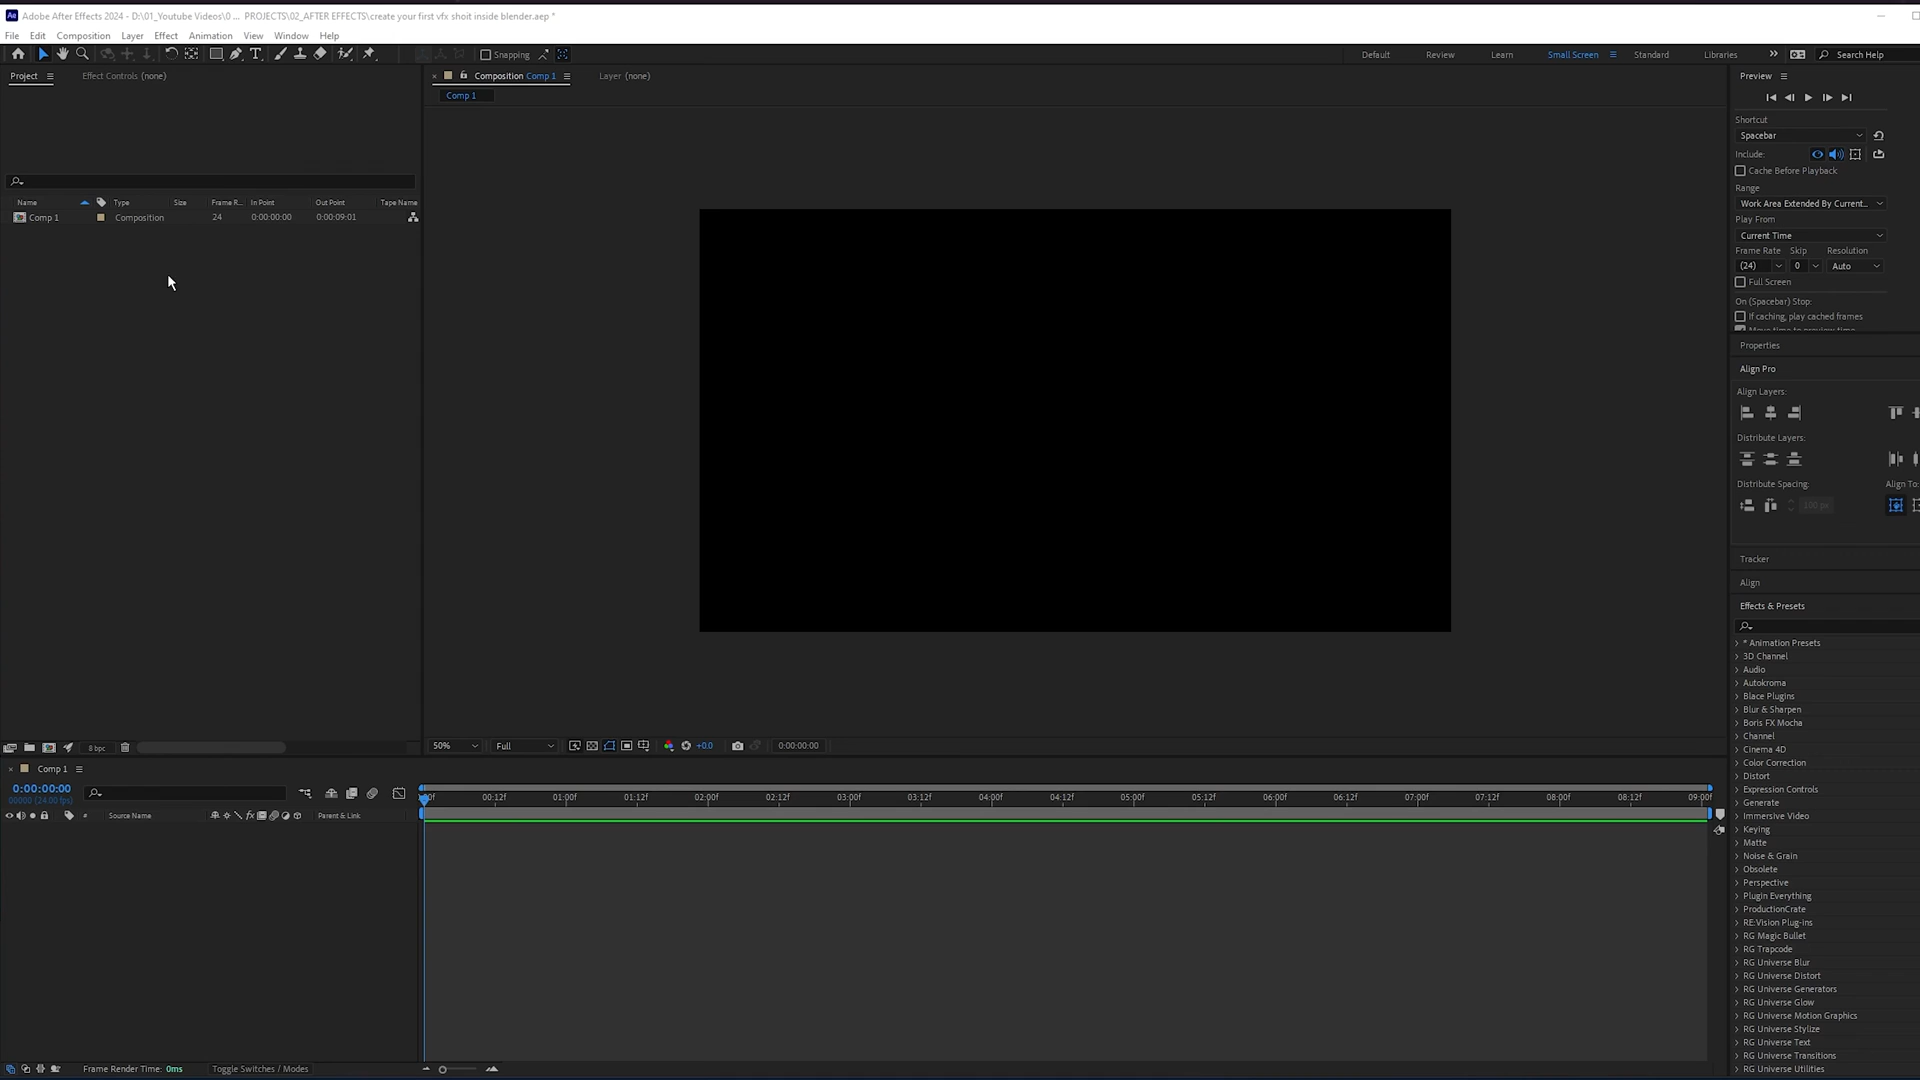 Adobe After Effects 2024 - D:\01_Youtube Videos\0 ... PROJECTS\02_AFTER EFFECTS\create your first vfx shoit inside blender.aep *
File Edit Composition Layer Effect Animation View Window Help
Snapping Default Review Learn Small Screen Standard Libraries Search Help
Project Effect Controls (none) Composition Comp 1 Layer (none) Preview
Comp 1
Shortcut
Spacebar
Include:
Cache Before Playback
Range
Work Area Extended By Current...
Play From
Current Time
Frame Rate Skip Resolution
(24) 0 Auto
Full Screen
On (Spacebar) Stop:
If caching, play cached frames
Move time to preview time
Name Type Size Frame R... In Point Out Point Tape Name
Comp 1 Composition 24 0:00:00:00 0:00:09:01
Properties
Align Pro
Align Layers:
Distribute Layers:
Distribute Spacing: Align To:
100 px
Tracker
Align
Effects & Presets
* Animation Presets
3D Channel
Audio
Autokroma
Blace Plugins
Blur & Sharpen
Boris FX Mocha
Channel
Cinema 4D
Color Correction
Distort
Expression Controls
Generate
Immersive Video
Keying
Matte
Noise & Grain
Obsolete
Perspective
Plugin Everything
ProductionCrate
RE:Vision Plug-ins
RG Magic Bullet
RG Trapcode
RG Universe Blur
RG Universe Distort
RG Universe Generators
RG Universe Glow
RG Universe Motion Graphics
RG Universe Stylize
RG Universe Text
RG Universe Transitions
RG Universe Utilities
8 bpc 50% Full +0.0 0:00:00:00
Comp 1
0:00:00:00
00000 (24.00 fps)
00:12f 01:00f 01:12f 02:00f 02:12f 03:00f 03:12f 04:00f 04:12f 05:00f 05:12f 06:00f 06:12f 07:00f 07:12f 08:00f 08:12f 09:00f
# Source Name fx Parent & Link
Frame Render Time: 0ms Toggle Switches / Modes